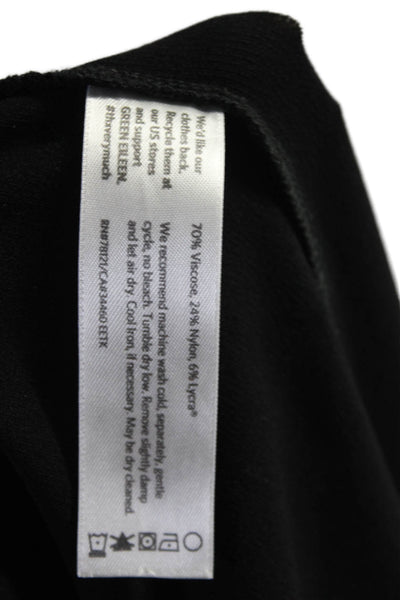 We'd like our
clothes back.
Recycle them at
our US stores
and support
GREEN EILEEN.
#thxverymuch
70% Viscose, 24% Nylon, 6% Lycra®
We recommend machine wash cold, separately, gentle
cycle, no bleach. Tumble dry low. Remove slightly damp
and let air dry. Cool Iron, if necessary. May be dry cleaned.
RN#78121/CA#34460 EETK